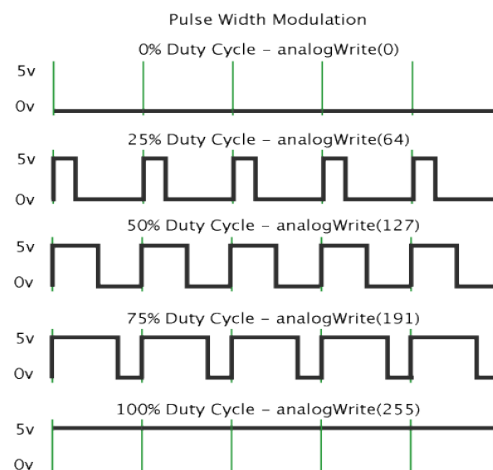 Pulse Width Modulation
0% Duty Cycle – analogWrite(0)
5v
0v
25% Duty Cycle – analogWrite(64)
5v
0v
50% Duty Cycle – analogWrite(127)
5v
0v
75% Duty Cycle – analogWrite(191)
5v
0v
100% Duty Cycle – analogWrite(255)
5v
0v